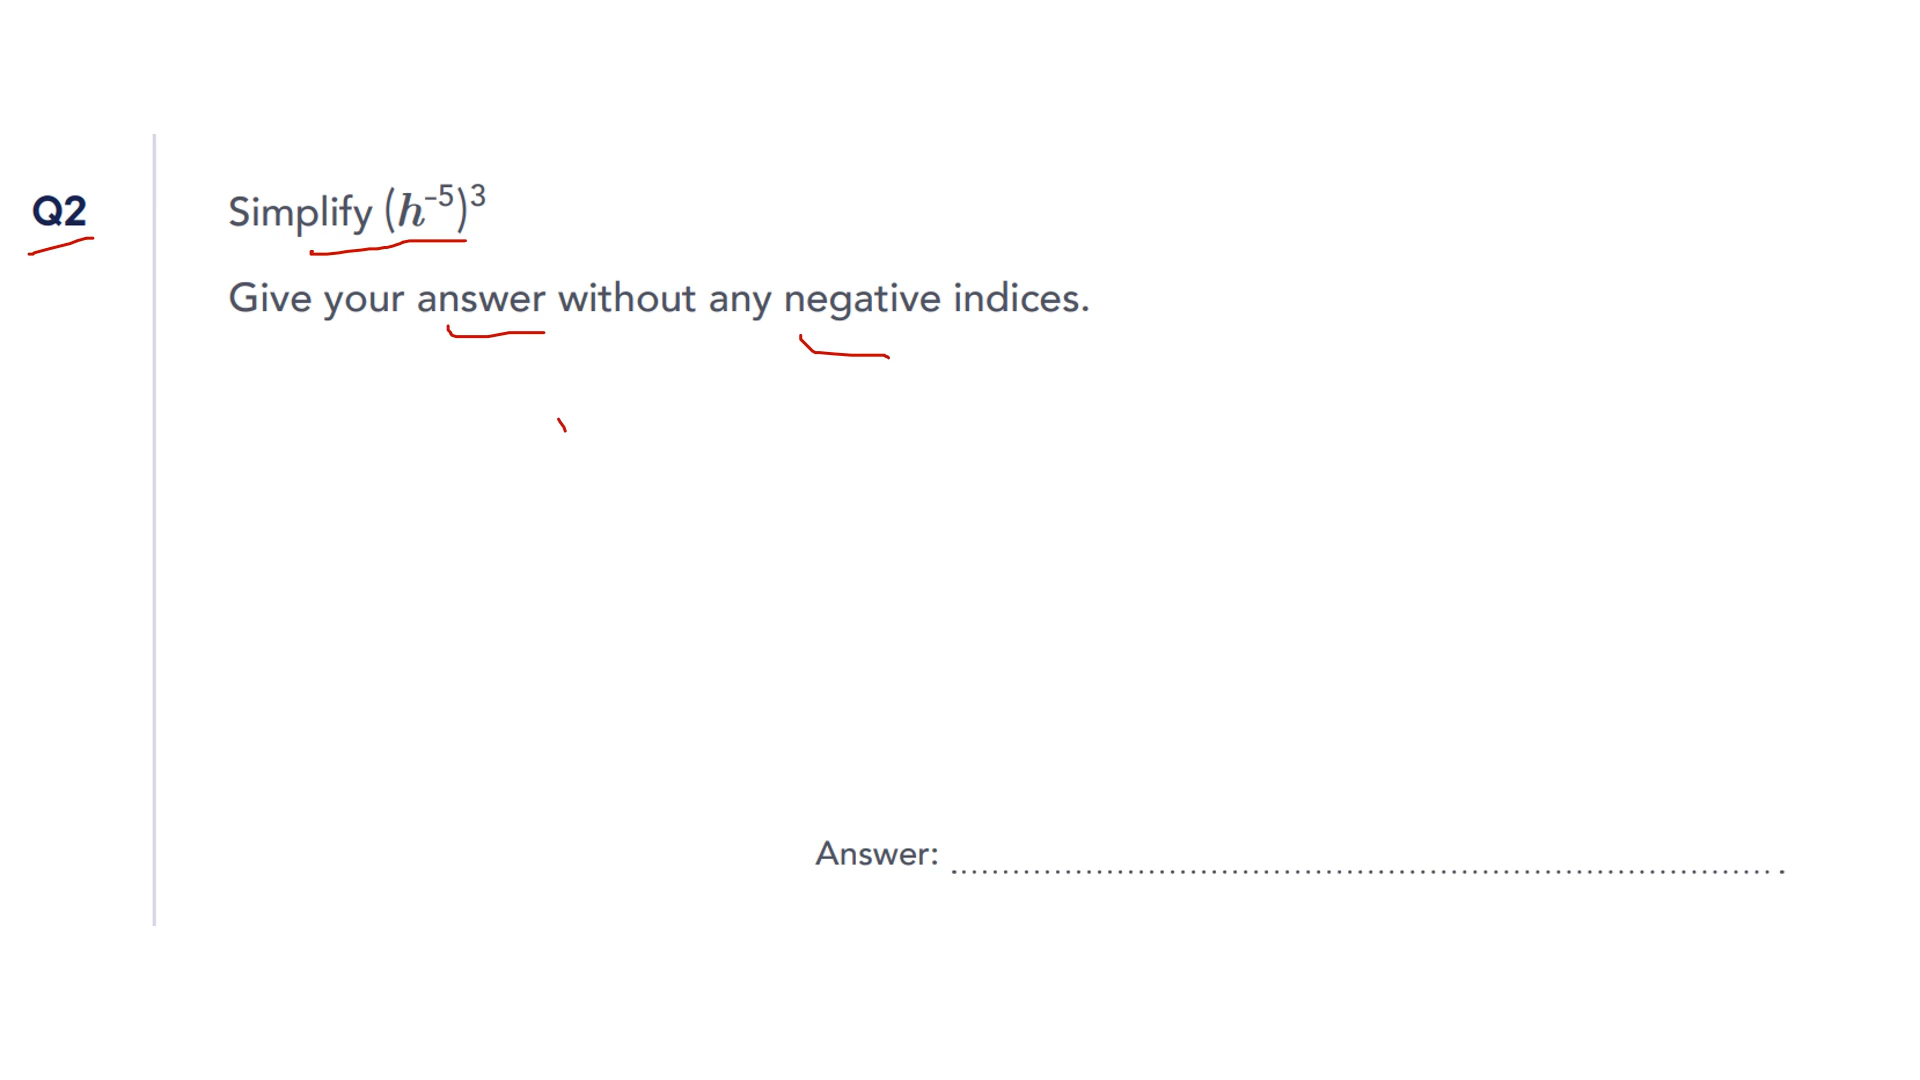 Q2
Simplify (h⁻⁵)³
Give your answer without any negative indices.
Answer: ........................................................................